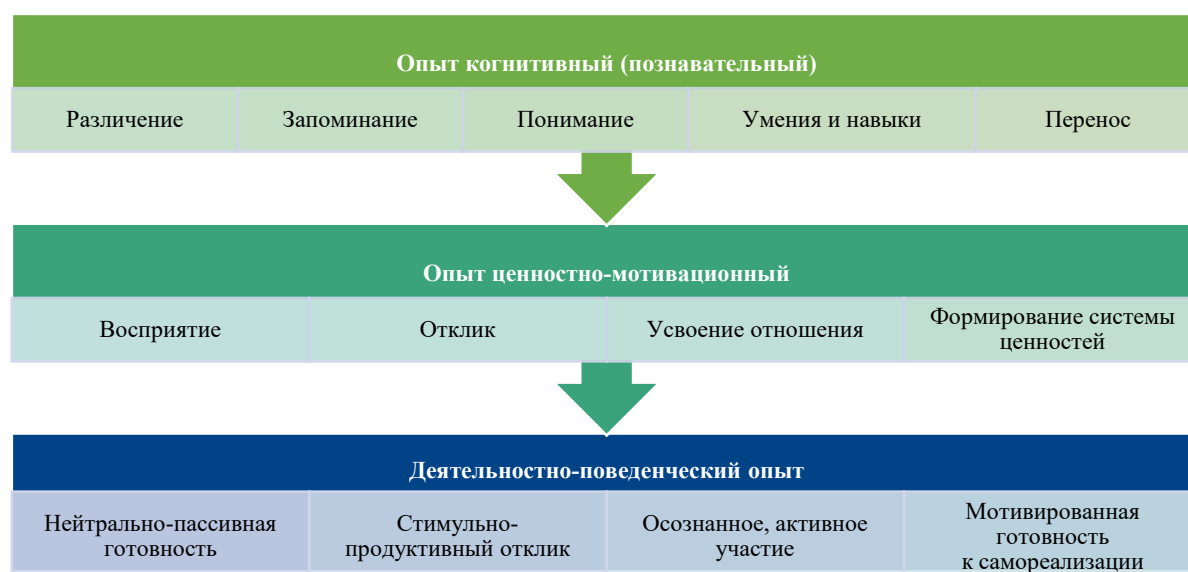 Опыт когнитивный (познавательный)
Различение
Запоминание
Понимание
Умения и навыки
Перенос
Опыт ценностно-мотивационный
Восприятие
Отклик
Усвоение отношения
Формирование системы
ценностей
Деятельностно-поведенческий опыт
Нейтрально-пассивная
готовность
Стимульно-
продуктивный отклик
Осознанное, активное
участие
Мотивированная
готовность
к самореализации